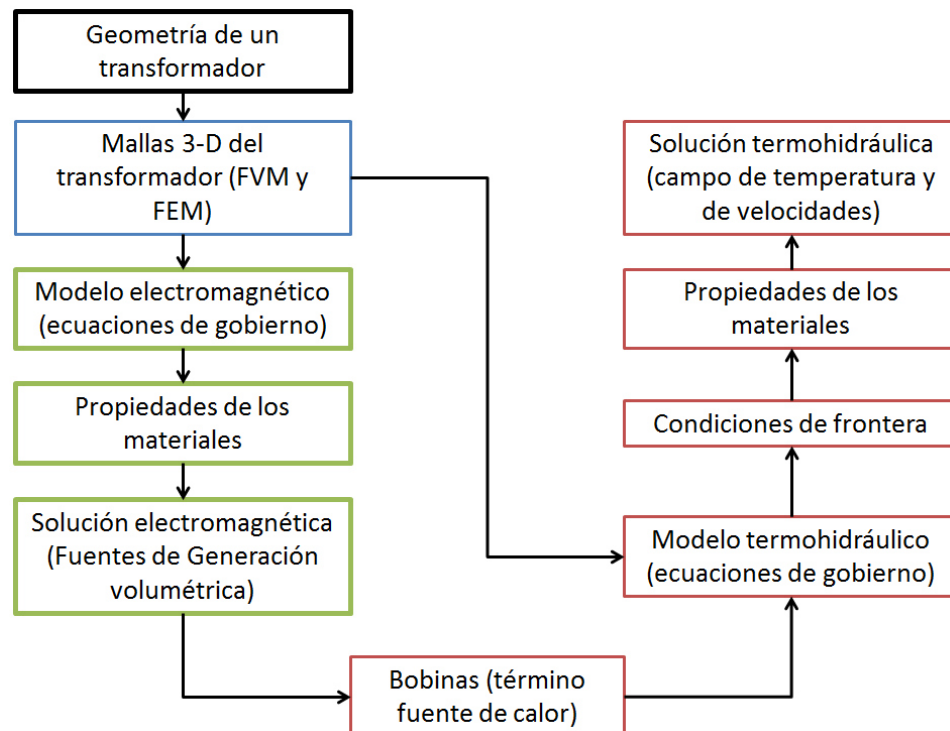 Geometría de un
transformador
Mallas 3-D del
transformador (FVM y
FEM)
Modelo electromagnético
(ecuaciones de gobierno)
Propiedades de los
materiales
Solución electromagnética
(Fuentes de Generación
volumétrica)
Bobinas (término
fuente de calor)
Modelo termohidráulico
(ecuaciones de gobierno)
Condiciones de frontera
Propiedades de los
materiales
Solución termohidráulica
(campo de temperatura y
de velocidades)